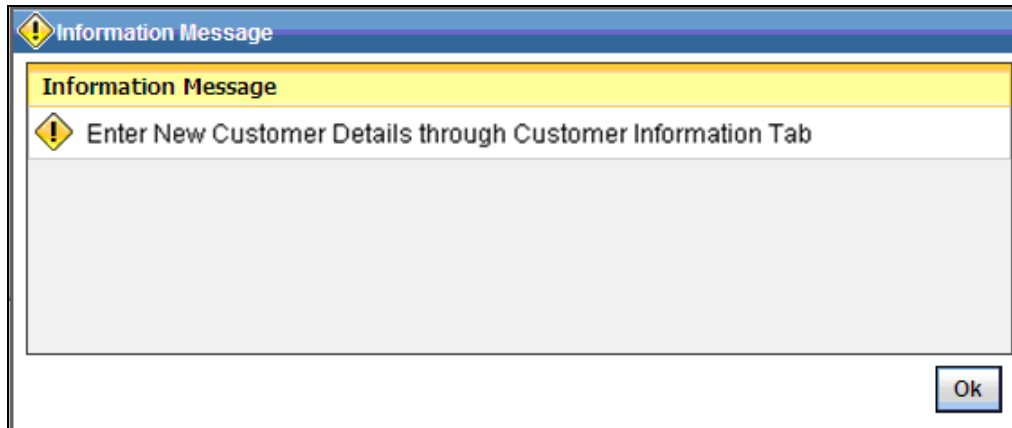 Information Message
Information Message
Enter New Customer Details through Customer Information Tab
Ok